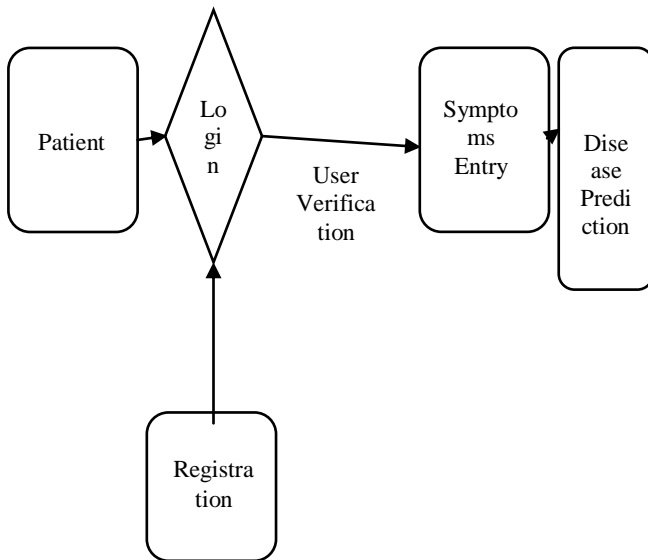 Patient
Lo
gi
n
User
Verifica
tion
Sympto
ms
Entry
Dise
ase
Predi
ction
Registra
tion